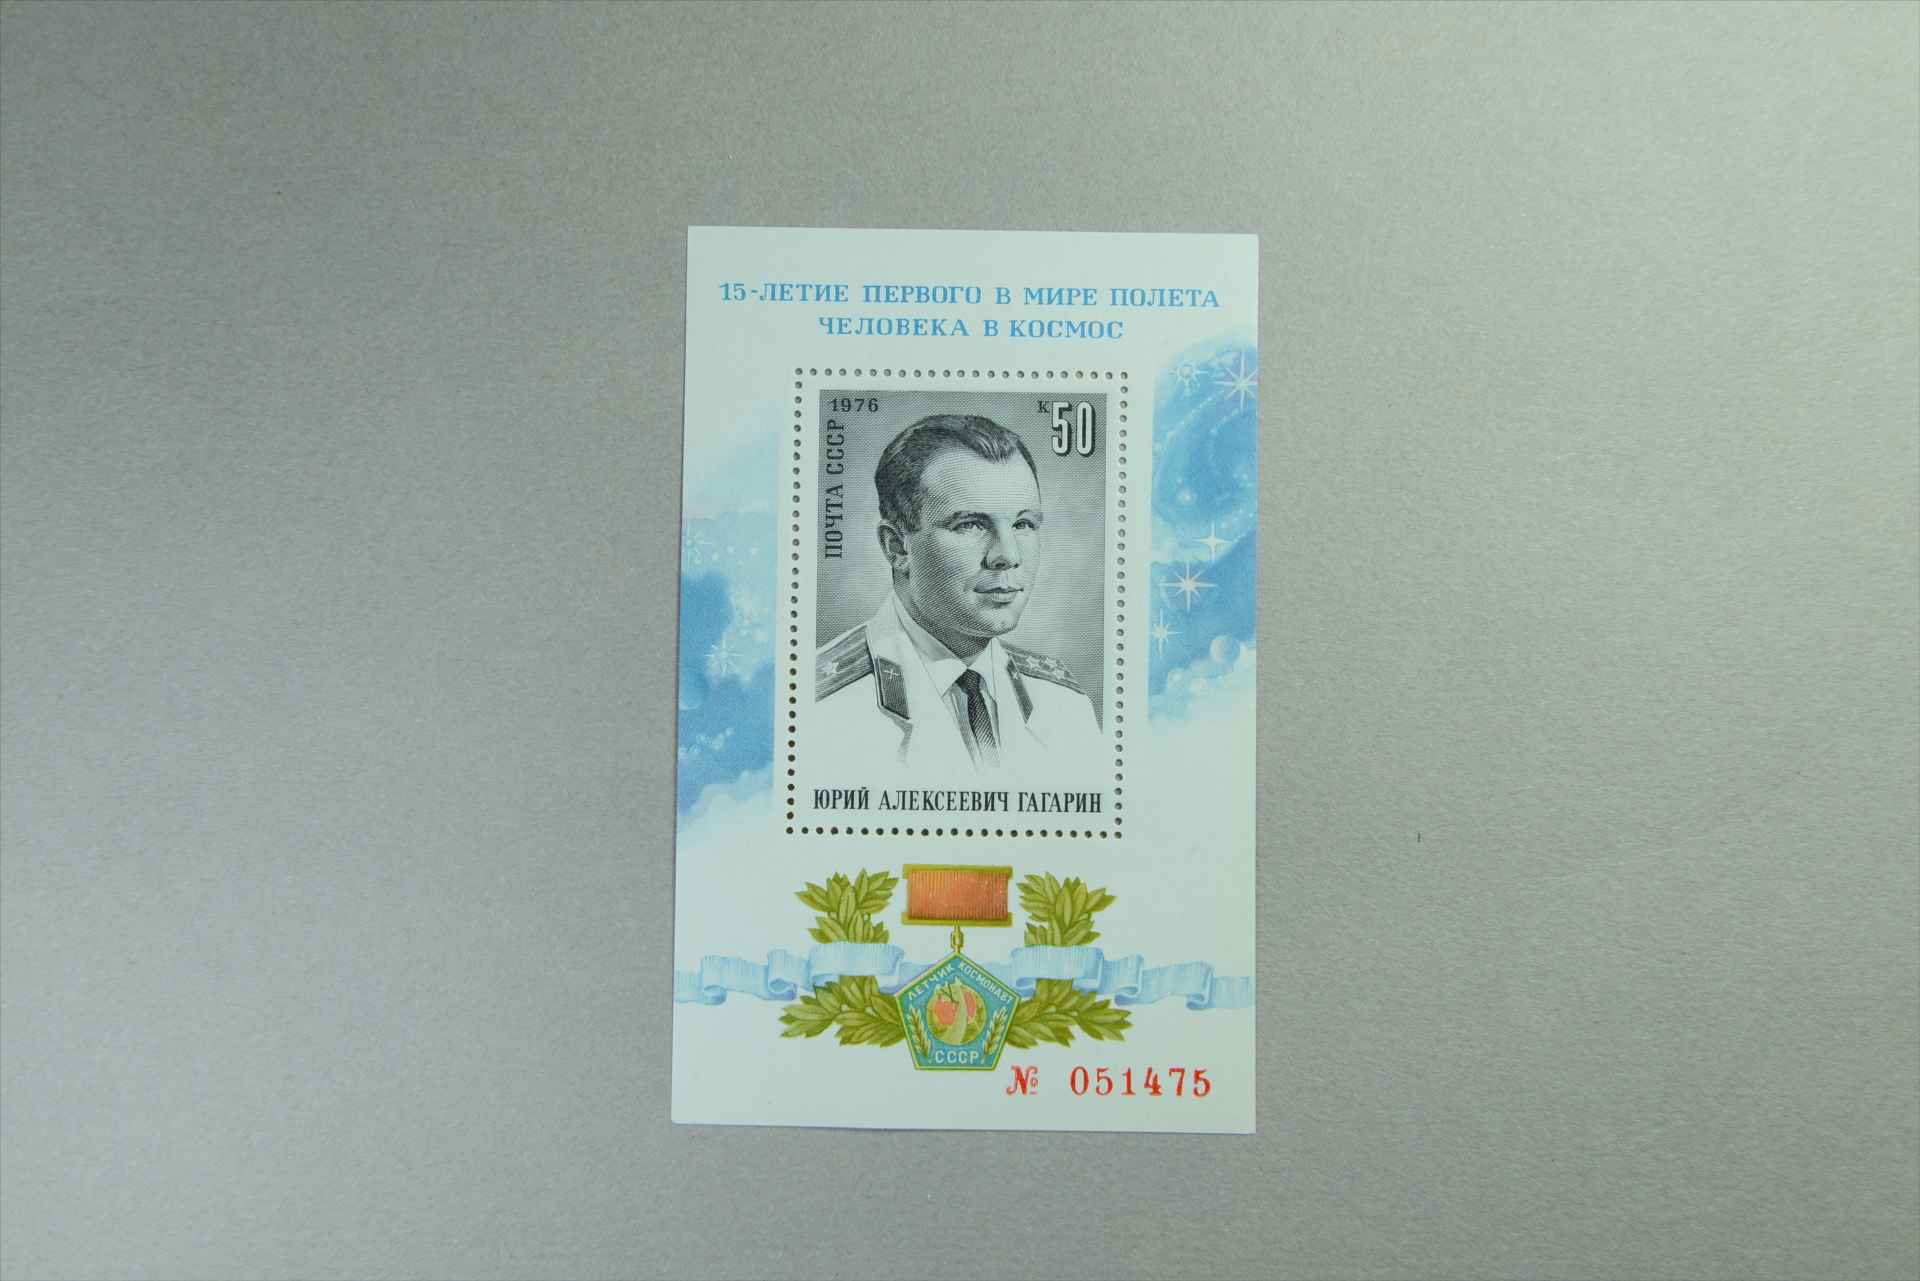 15-ЛЕТИЕ ПЕРВОГО В МИРЕ ПОЛЕТА
ЧЕЛОВЕКА В КОСМОС
1976
К 50
ПОЧТА СССР
ЮРИЙ АЛЕКСЕЕВИЧ ГАГАРИН
ЛЕТЧИК КОСМОНАВТ
СССР
№ 051475